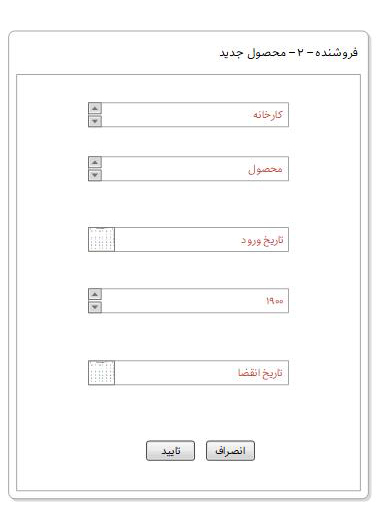 فروشنده – ۲ – محصول جدید
کارخانه
محصول
تاریخ ورود
۱۹۰۰
تاریخ انقضا
انصراف
تایید